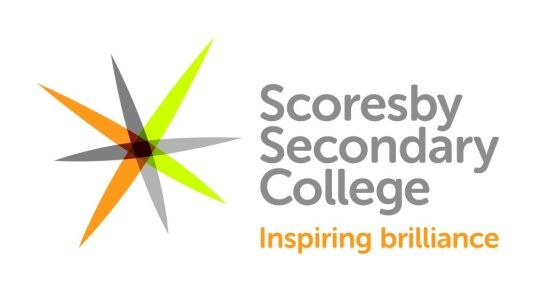 Scoresby
Secondary
College
Inspiring brilliance